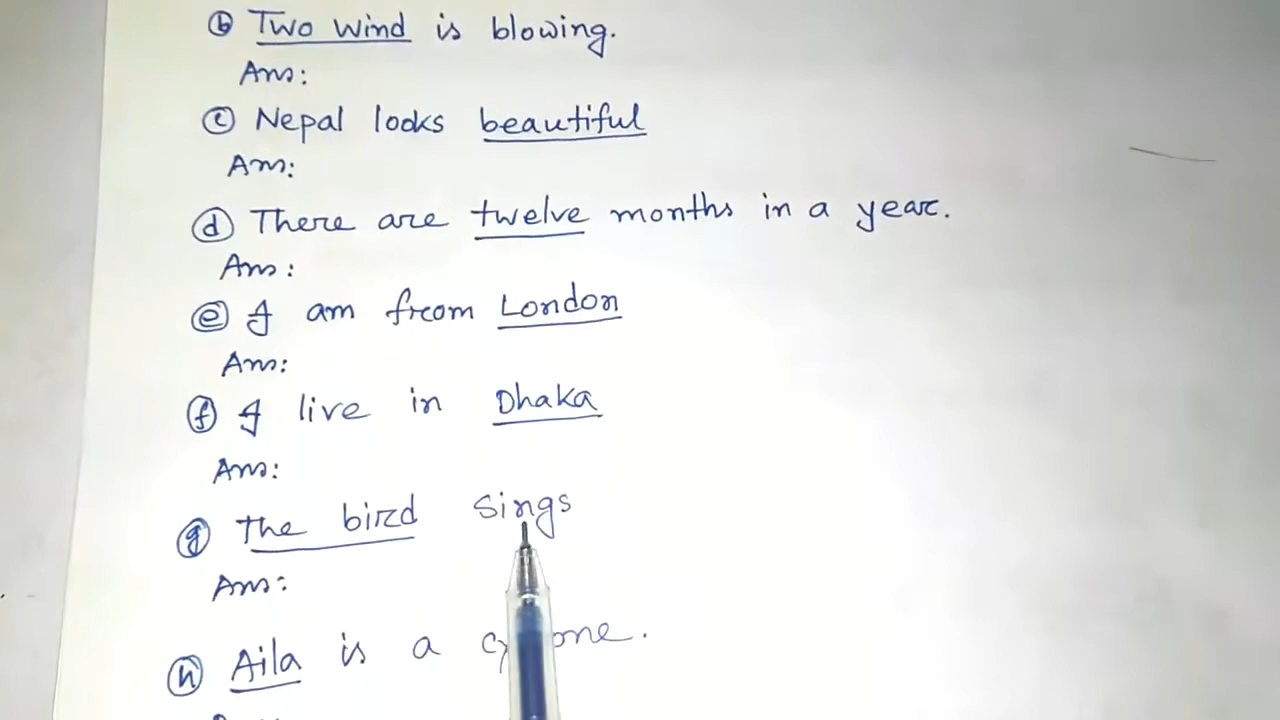 (b) Two wind is blowing.
Ans:
(c) Nepal looks beautiful
Ans:
(d) There are twelve months in a year.
Ans:
(e) I am from London
Ans:
(f) I live in Dhaka
Ans:
(g) The bird sings
Ans:
(h) Aila is a